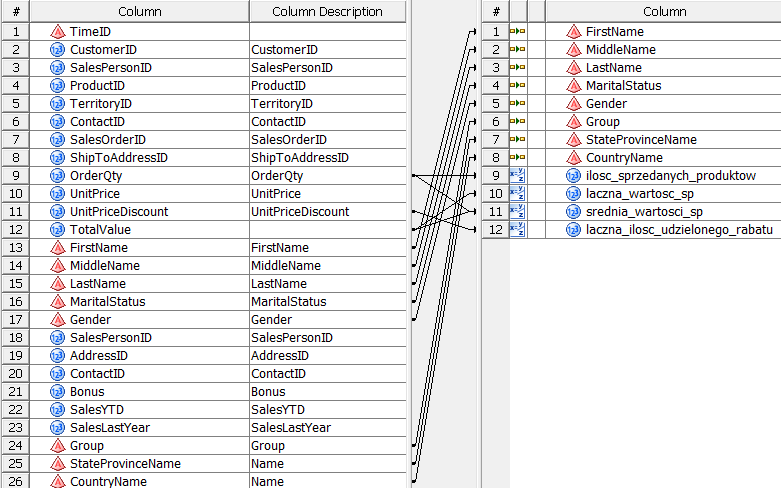 # Column Column Description
1 TimeID
2 CustomerID CustomerID
3 SalesPersonID SalesPersonID
4 ProductID ProductID
5 TerritoryID TerritoryID
6 ContactID ContactID
7 SalesOrderID SalesOrderID
8 ShipToAddressID ShipToAddressID
9 OrderQty OrderQty
10 UnitPrice UnitPrice
11 UnitPriceDiscount UnitPriceDiscount
12 TotalValue
13 FirstName FirstName
14 MiddleName MiddleName
15 LastName LastName
16 MaritalStatus MaritalStatus
17 Gender Gender
18 SalesPersonID SalesPersonID
19 AddressID AddressID
20 ContactID ContactID
21 Bonus Bonus
22 SalesYTD SalesYTD
23 SalesLastYear SalesLastYear
24 Group Group
25 StateProvinceName Name
26 CountryName Name
# Column
1 FirstName
2 MiddleName
3 LastName
4 MaritalStatus
5 Gender
6 Group
7 StateProvinceName
8 CountryName
9 ilosc_sprzedanych_produktow
10 laczna_wartosc_sp
11 srednia_wartosci_sp
12 laczna_ilosc_udzielonego_rabatu